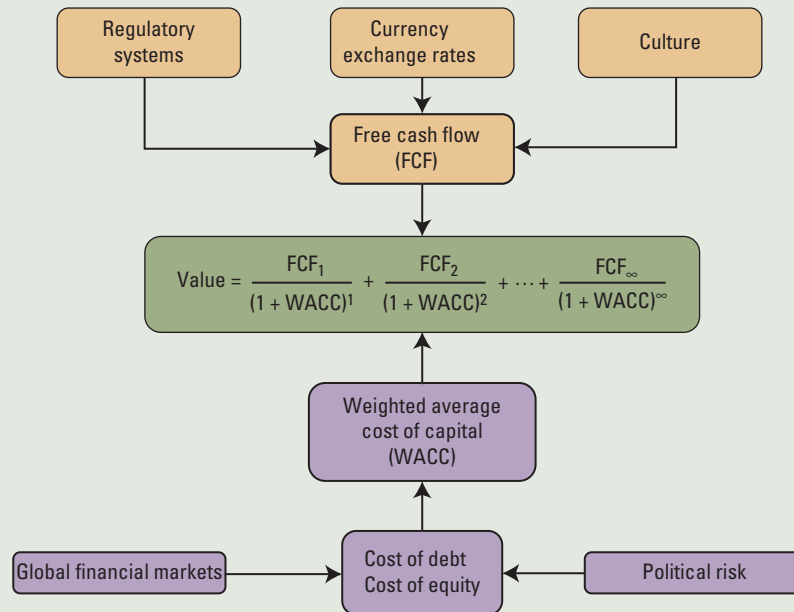 Regulatory
systems
Currency
exchange rates
Culture
Free cash flow
(FCF)
Value = FCF₁/(1 + WACC)¹ + FCF₂/(1 + WACC)² + ⋯ + FCF∞/(1 + WACC)^∞
Weighted average
cost of capital
(WACC)
Global financial markets
Cost of debt
Cost of equity
Political risk